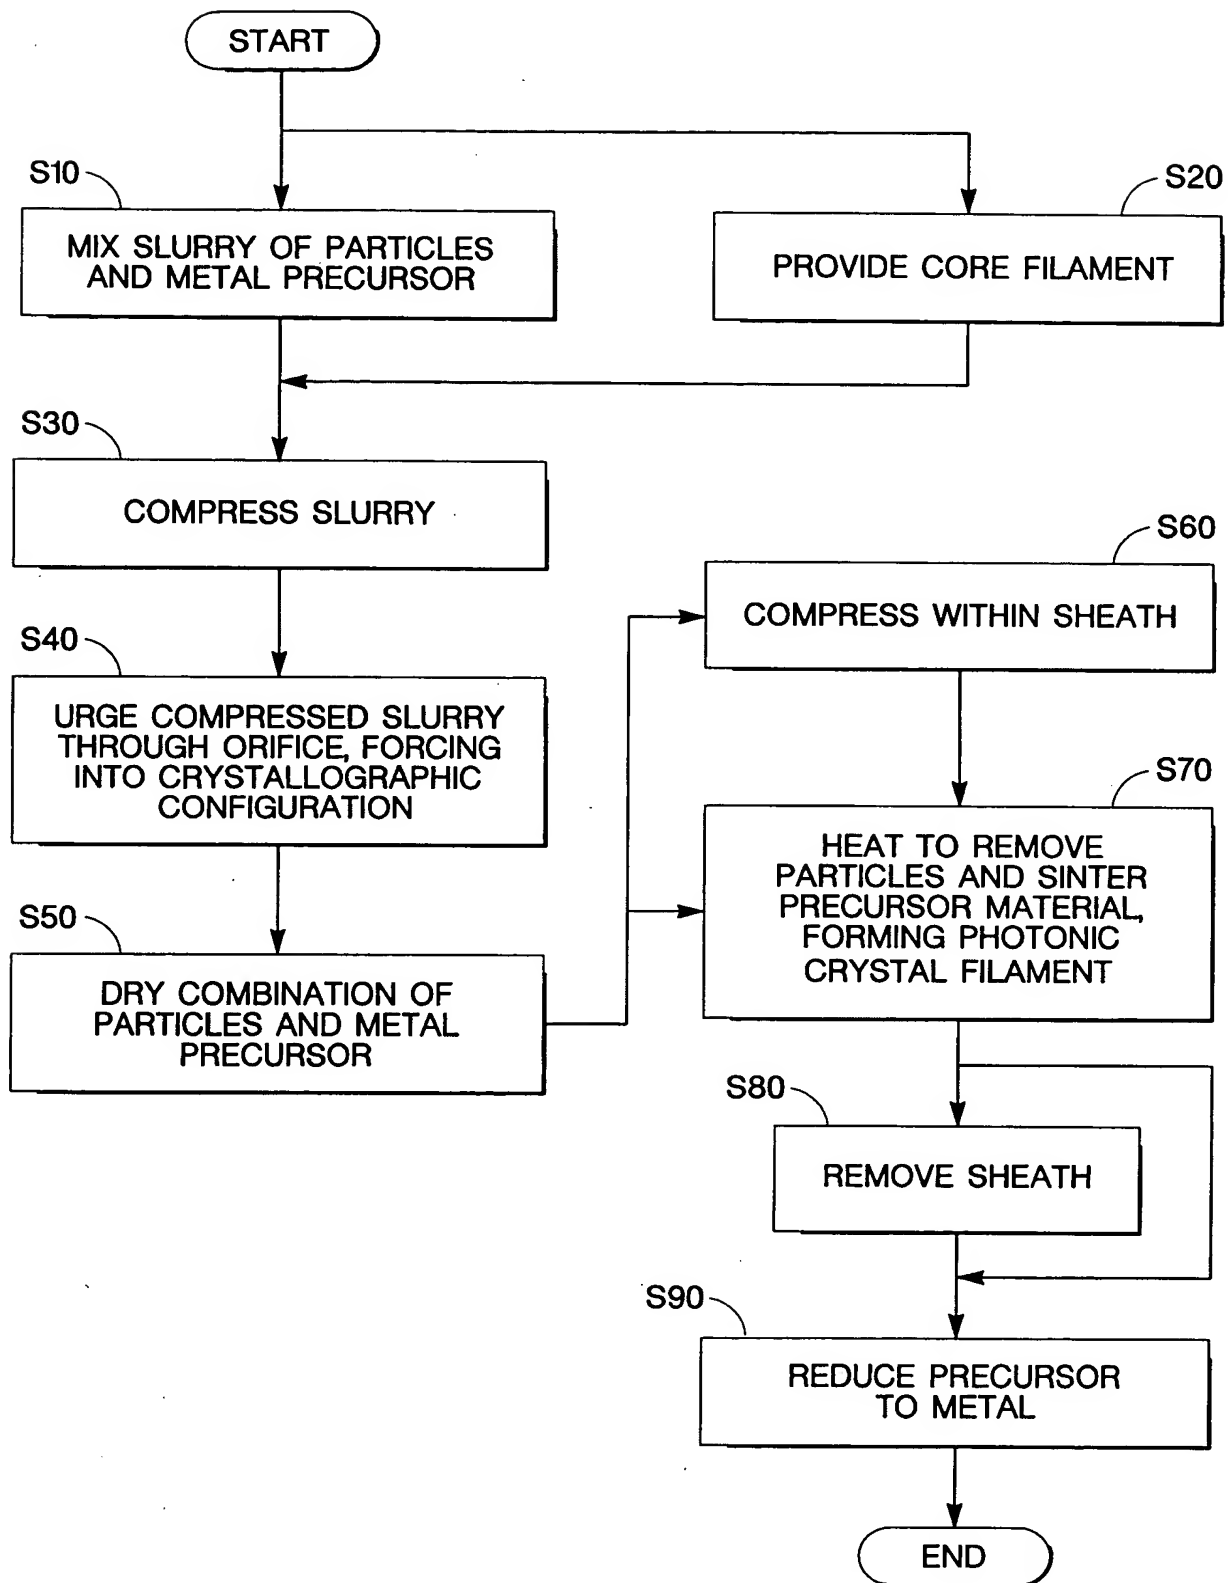 START
S10
MIX SLURRY OF PARTICLES
AND METAL PRECURSOR
S20
PROVIDE CORE FILAMENT
S30
COMPRESS SLURRY
S40
URGE COMPRESSED SLURRY
THROUGH ORIFICE, FORCING
INTO CRYSTALLOGRAPHIC
CONFIGURATION
S50
DRY COMBINATION OF
PARTICLES AND METAL
PRECURSOR
S60
COMPRESS WITHIN SHEATH
S70
HEAT TO REMOVE
PARTICLES AND SINTER
PRECURSOR MATERIAL,
FORMING PHOTONIC
CRYSTAL FILAMENT
S80
REMOVE SHEATH
S90
REDUCE PRECURSOR
TO METAL
END